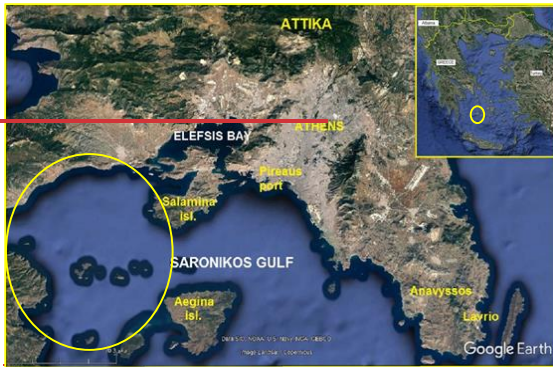 ATTIKA
ATHENS
ELEFSIS BAY
Pireaus
port
Salamina
isl.
SARONIKOS GULF
Aegina
Isl.
Anavyssos
Lavrio
Google Earth